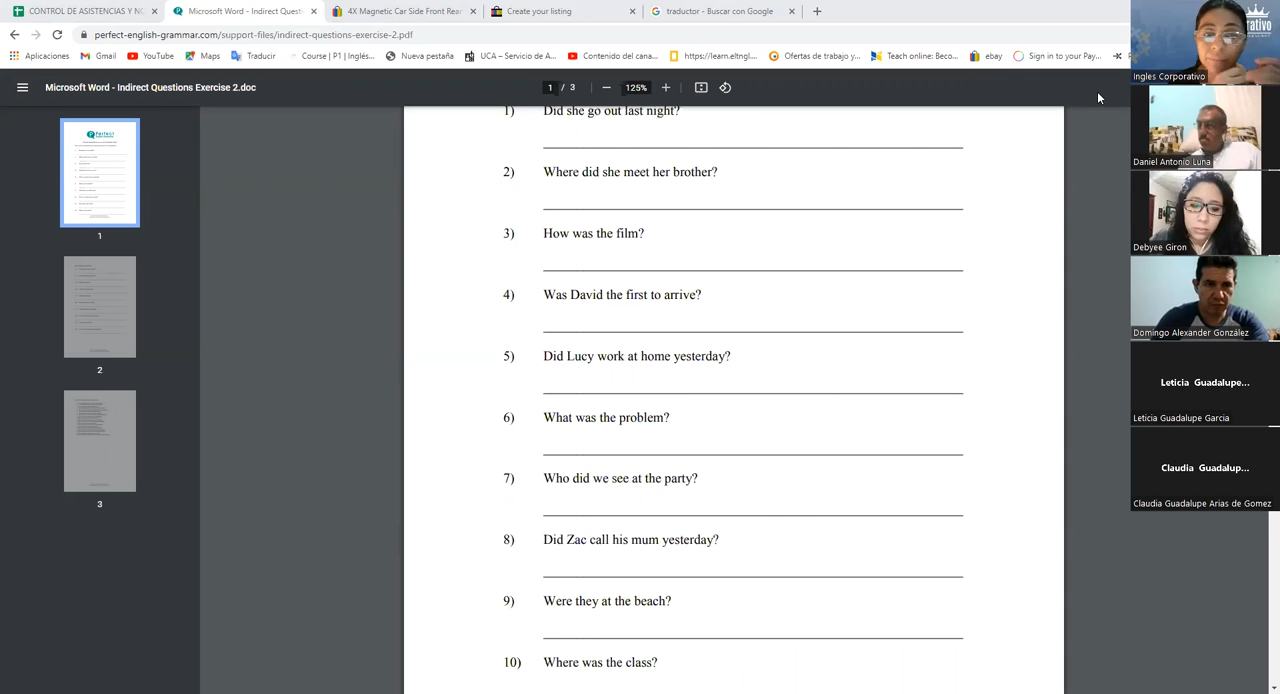 CONTROL DE ASISTENCIAS Y NO
Microsoft Word - Indirect Questi
4X Magnetic Car Side Front Rear
Create your listing
traductor - Buscar con Google
perfect-english-grammar.com/support-files/indirect-questions-exercise-2.pdf
Aplicaciones
Gmail
YouTube
Maps
Traducir
Course | P1 | Inglés...
Nueva pestaña
UCA – Servicio de A...
Contenido del cana...
https://learn.eltngl...
Ofertas de trabajo y...
Teach online: Beco...
ebay
Sign in to your Pay...
Microsoft Word - Indirect Questions Exercise 2.doc
1 / 3
125%
1
2
3
1) Did she go out last night?
2) Where did she meet her brother?
3) How was the film?
4) Was David the first to arrive?
5) Did Lucy work at home yesterday?
6) What was the problem?
7) Who did we see at the party?
8) Did Zac call his mum yesterday?
9) Were they at the beach?
10) Where was the class?
Ingles Corporativo
Daniel Antonio Luna
Debyee Giron
Domingo Alexander González
Leticia Guadalupe...
Leticia Guadalupe Garcia
Claudia Guadalup...
Claudia Guadalupe Arias de Gomez